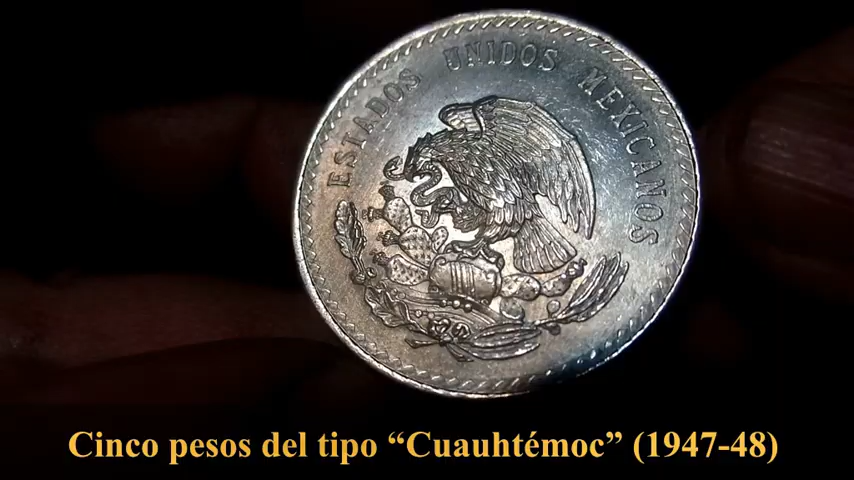 ESTADOS UNIDOS MEXICANOS
Cinco pesos del tipo “Cuauhtémoc” (1947-48)